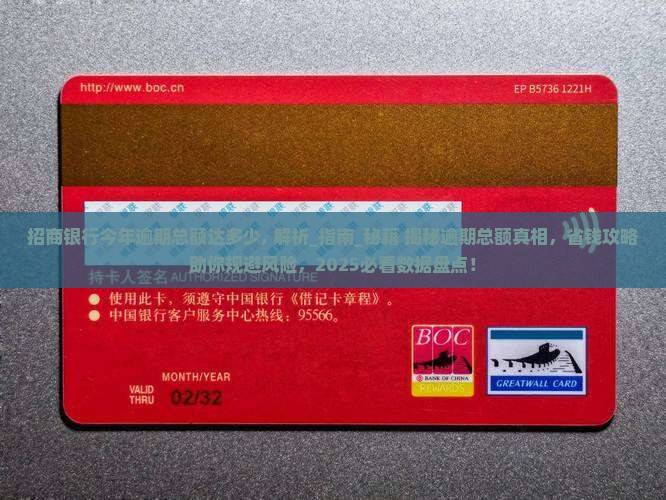 http://www.boc.cn
EP B5736 1221H
招商银行今年逾期总额达多少, 解析_指南_秘籍 揭秘逾期总额真相，省钱攻略
助你规避风险，2025必看数据盘点！
持卡人签名 AUTHORIZED SIGNATURE
● 使用此卡，须遵守中国银行《借记卡章程》。
● 中国银行客户服务中心热线：95566。
BOC
BANK OF CHINA
REWARDS
GREATWALL CARD
MONTH/YEAR
VALID
THRU 02/32